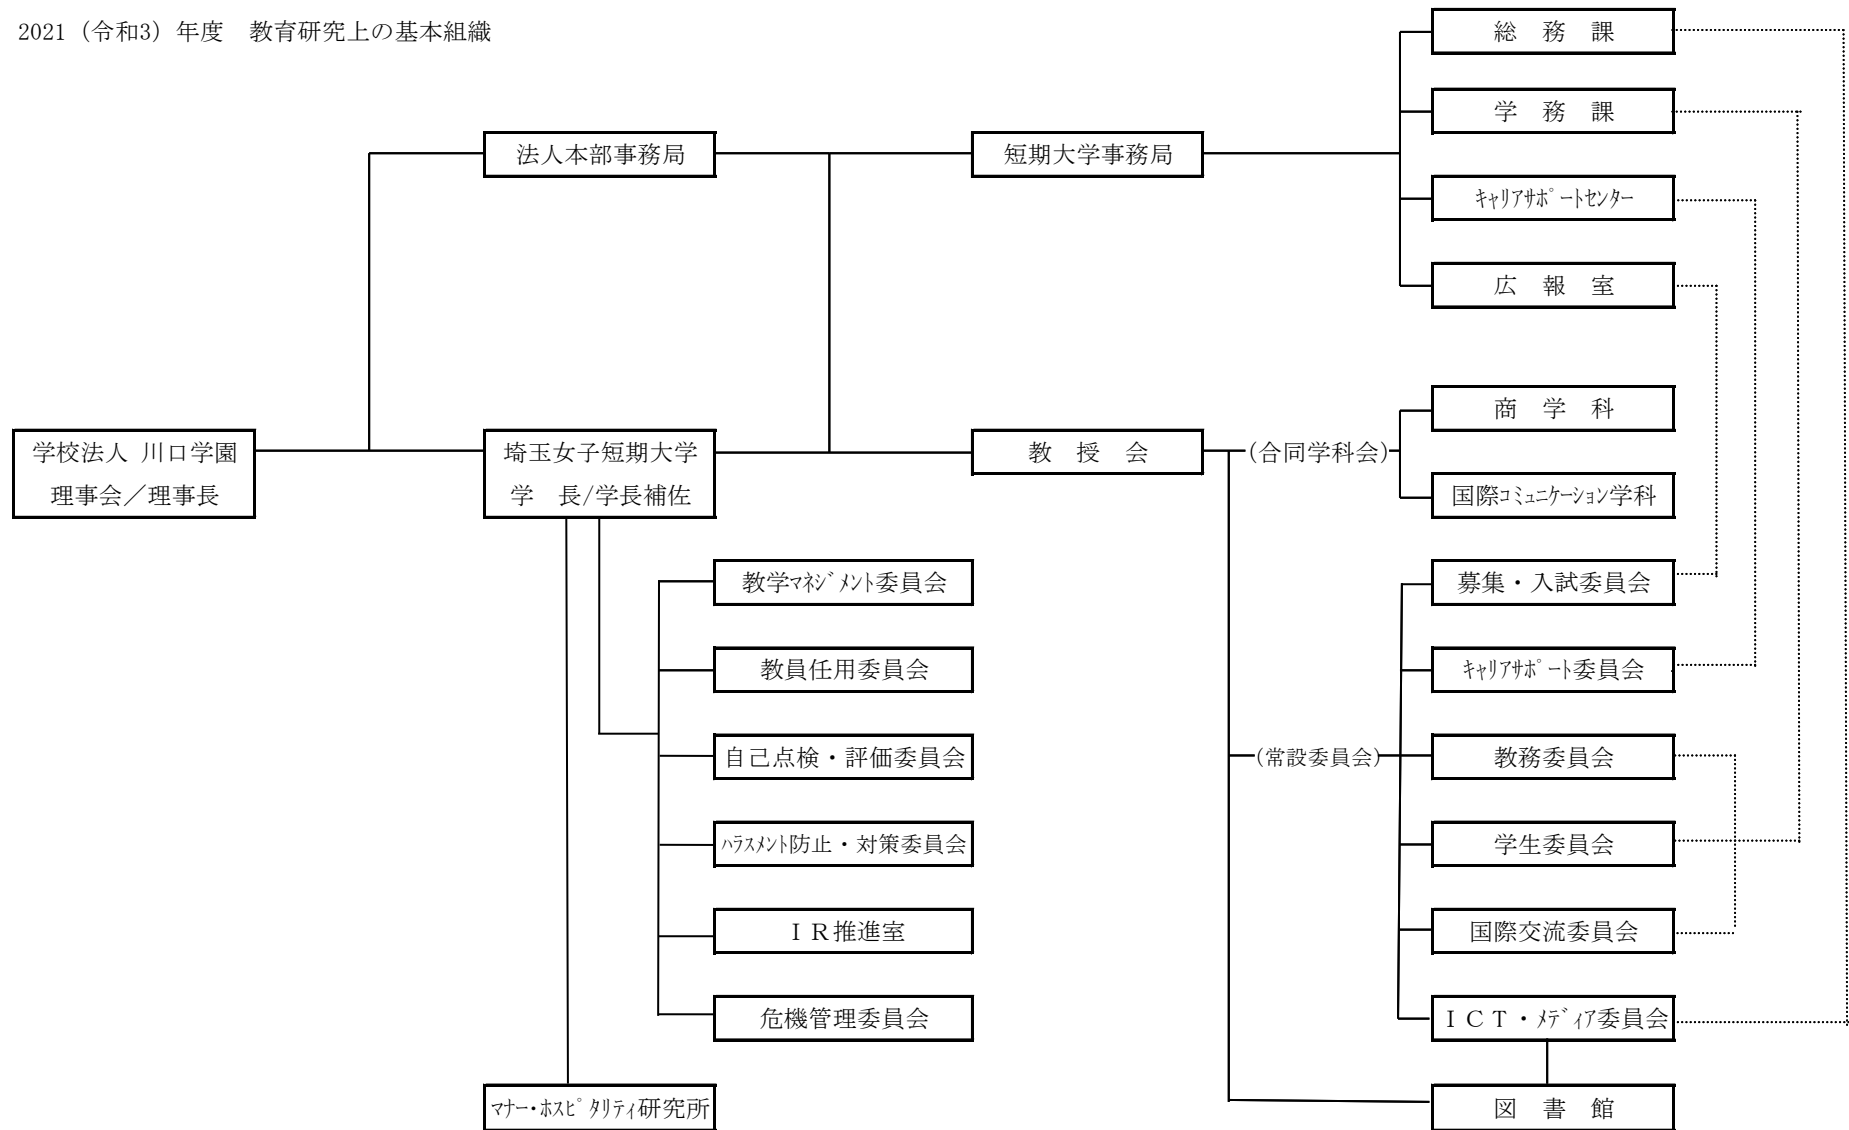 2021（令和3）年度　教育研究上の基本組織
総　務　課
学　務　課
法人本部事務局
短期大学事務局
ｷｬﾘｱｻﾎﾟｰﾄｾﾝﾀｰ
広　報　室
商　学　科
学校法人 川口学園
理事会／理事長
埼玉女子短期大学
学　長/学長補佐
教　授　会
(合同学科会)
国際ｺﾐｭﾆｹｰｼｮﾝ学科
教学ﾏﾈｼﾞﾒﾝﾄ委員会
募集・入試委員会
教員任用委員会
ｷｬﾘｱｻﾎﾟｰﾄ委員会
自己点検・評価委員会
(常設委員会)
教務委員会
ﾊﾗｽﾒﾝﾄ防止・対策委員会
学生委員会
ＩＲ推進室
国際交流委員会
危機管理委員会
ＩＣＴ・ﾒﾃﾞｨｱ委員会
ﾏﾅｰ・ﾎｽﾋﾟﾀﾘﾃｨ研究所
図　書　館